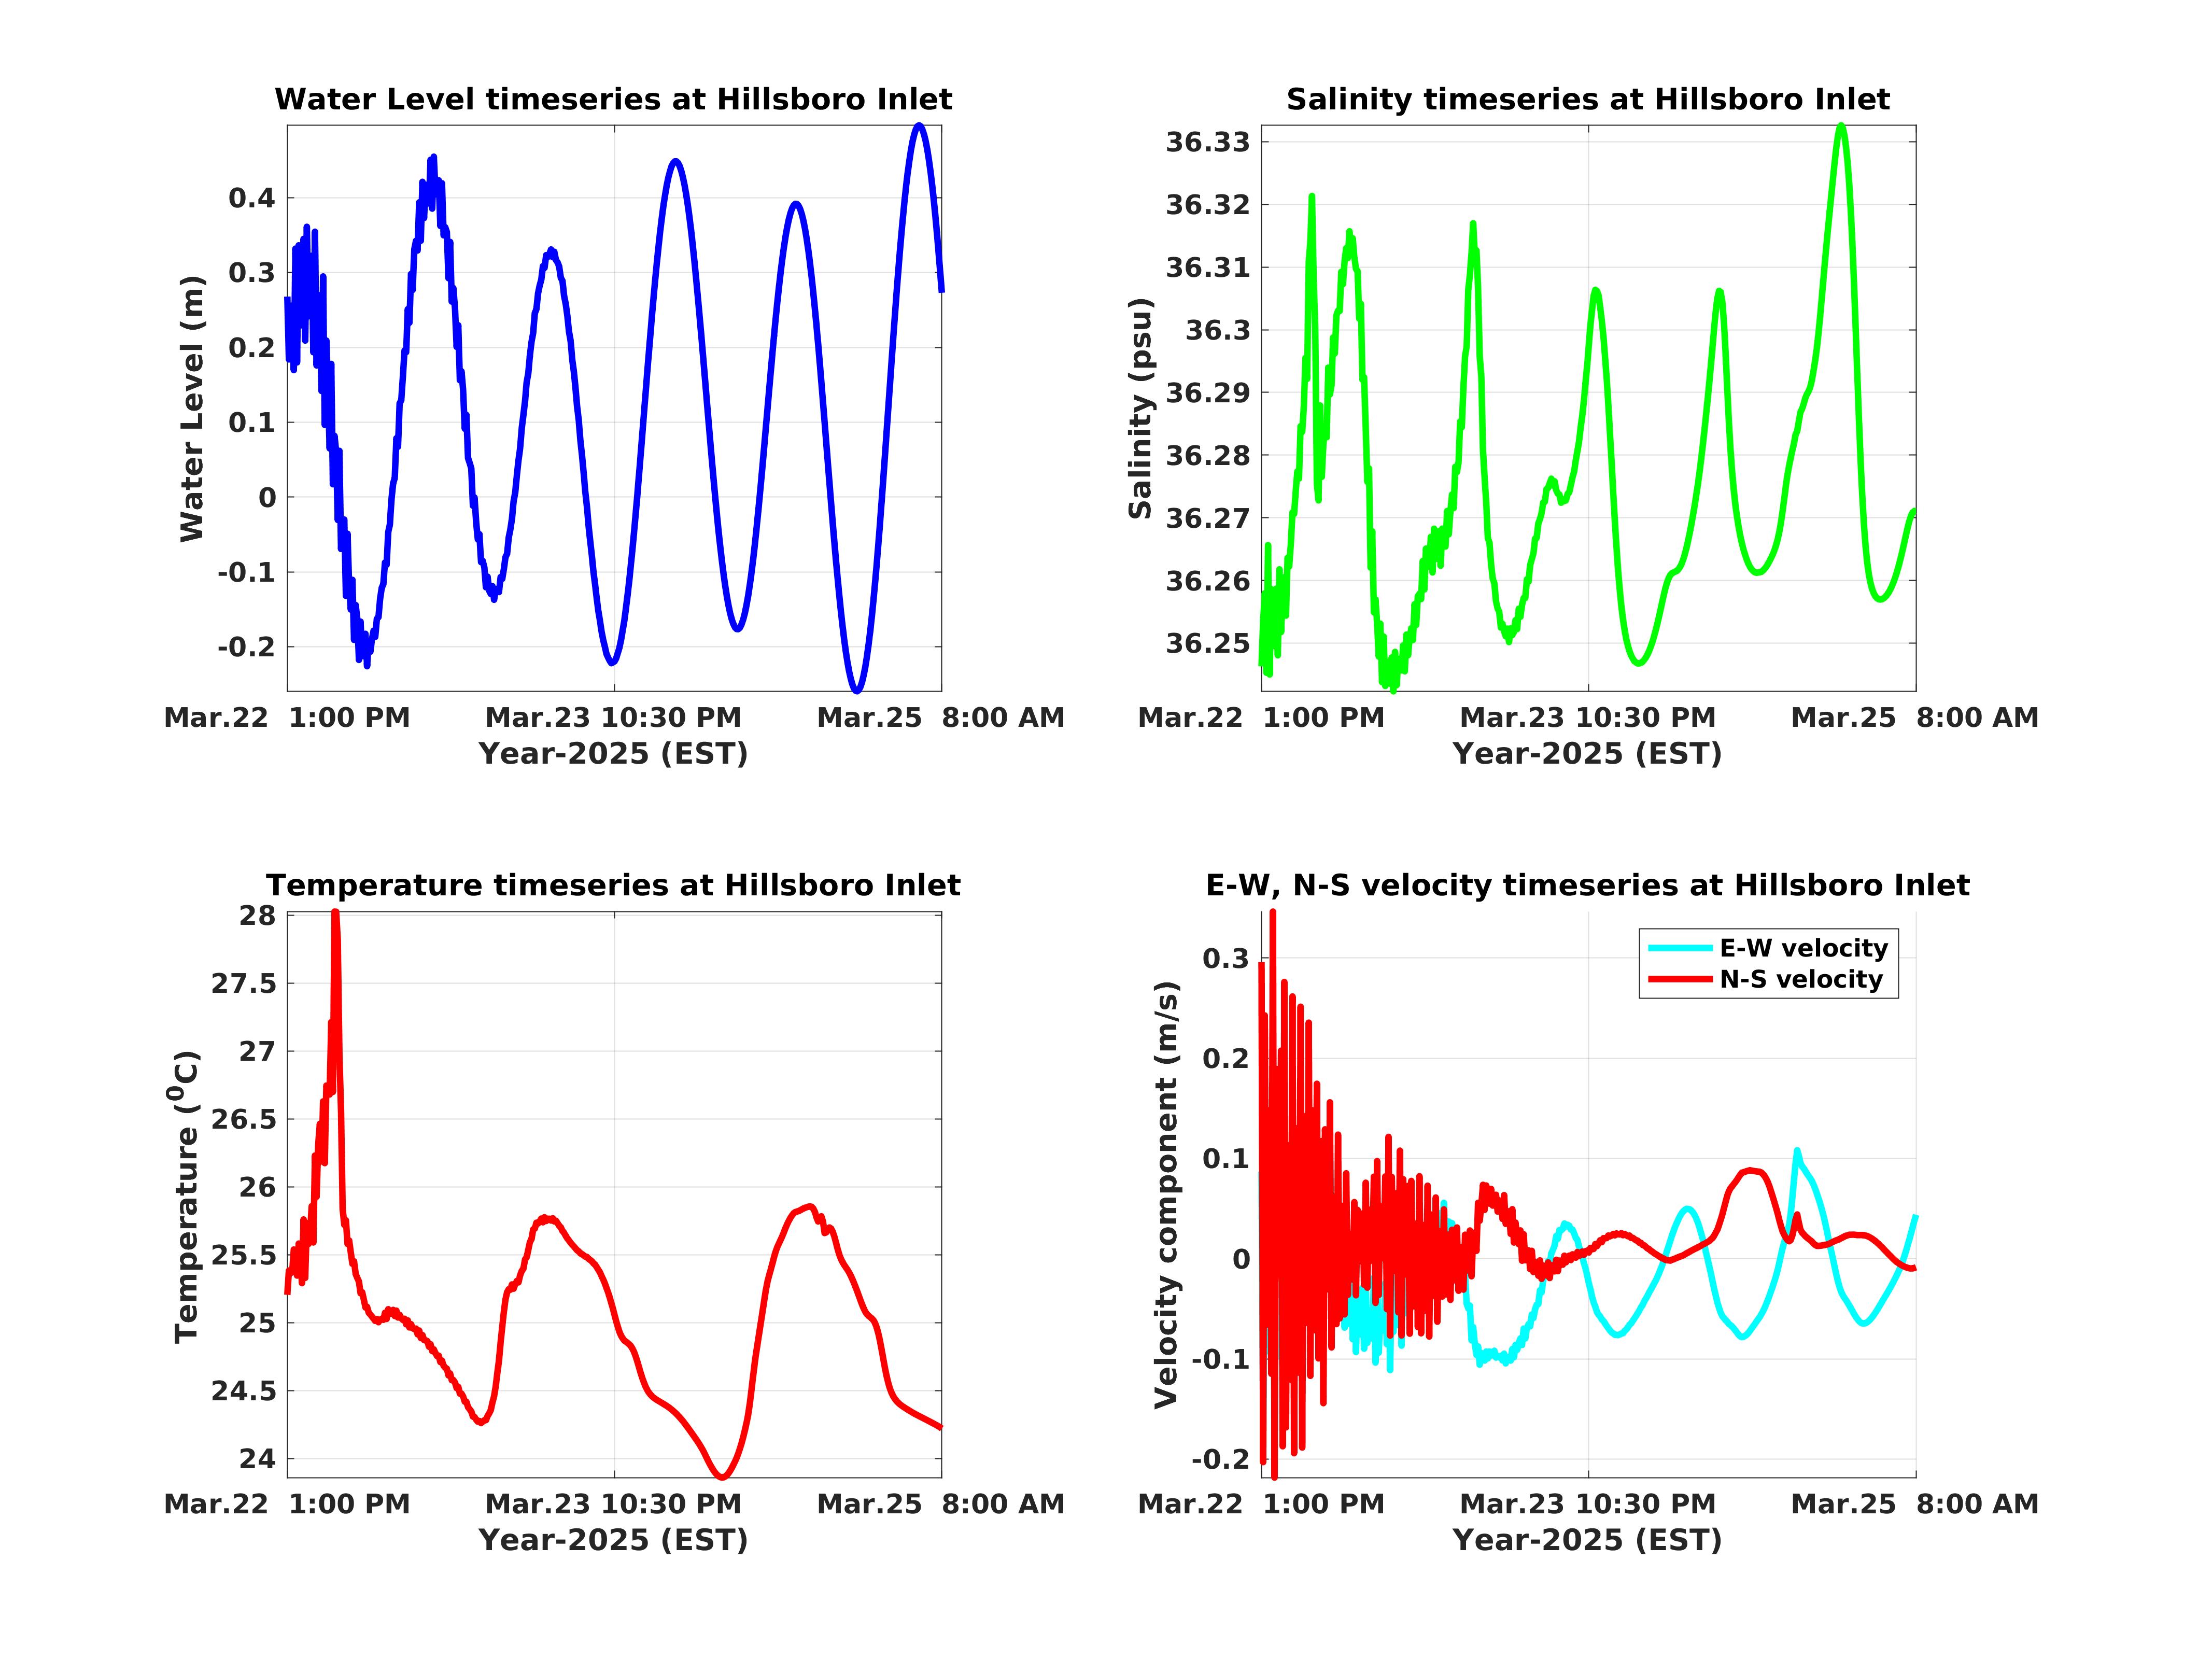 Water Level timeseries at Hillsboro Inlet
Water Level (m)
0.4
0.3
0.2
0.1
0
-0.1
-0.2
Mar.22 1:00 PM
Mar.23 10:30 PM
Mar.25 8:00 AM
Year-2025 (EST)
Salinity timeseries at Hillsboro Inlet
Salinity (psu)
36.33
36.32
36.31
36.3
36.29
36.28
36.27
36.26
36.25
Mar.22 1:00 PM
Mar.23 10:30 PM
Mar.25 8:00 AM
Year-2025 (EST)
Temperature timeseries at Hillsboro Inlet
Temperature (⁰C)
28
27.5
27
26.5
26
25.5
25
24.5
24
Mar.22 1:00 PM
Mar.23 10:30 PM
Mar.25 8:00 AM
Year-2025 (EST)
E-W, N-S velocity timeseries at Hillsboro Inlet
Velocity component (m/s)
0.3
0.2
0.1
0
-0.1
-0.2
E-W velocity
N-S velocity
Mar.22 1:00 PM
Mar.23 10:30 PM
Mar.25 8:00 AM
Year-2025 (EST)